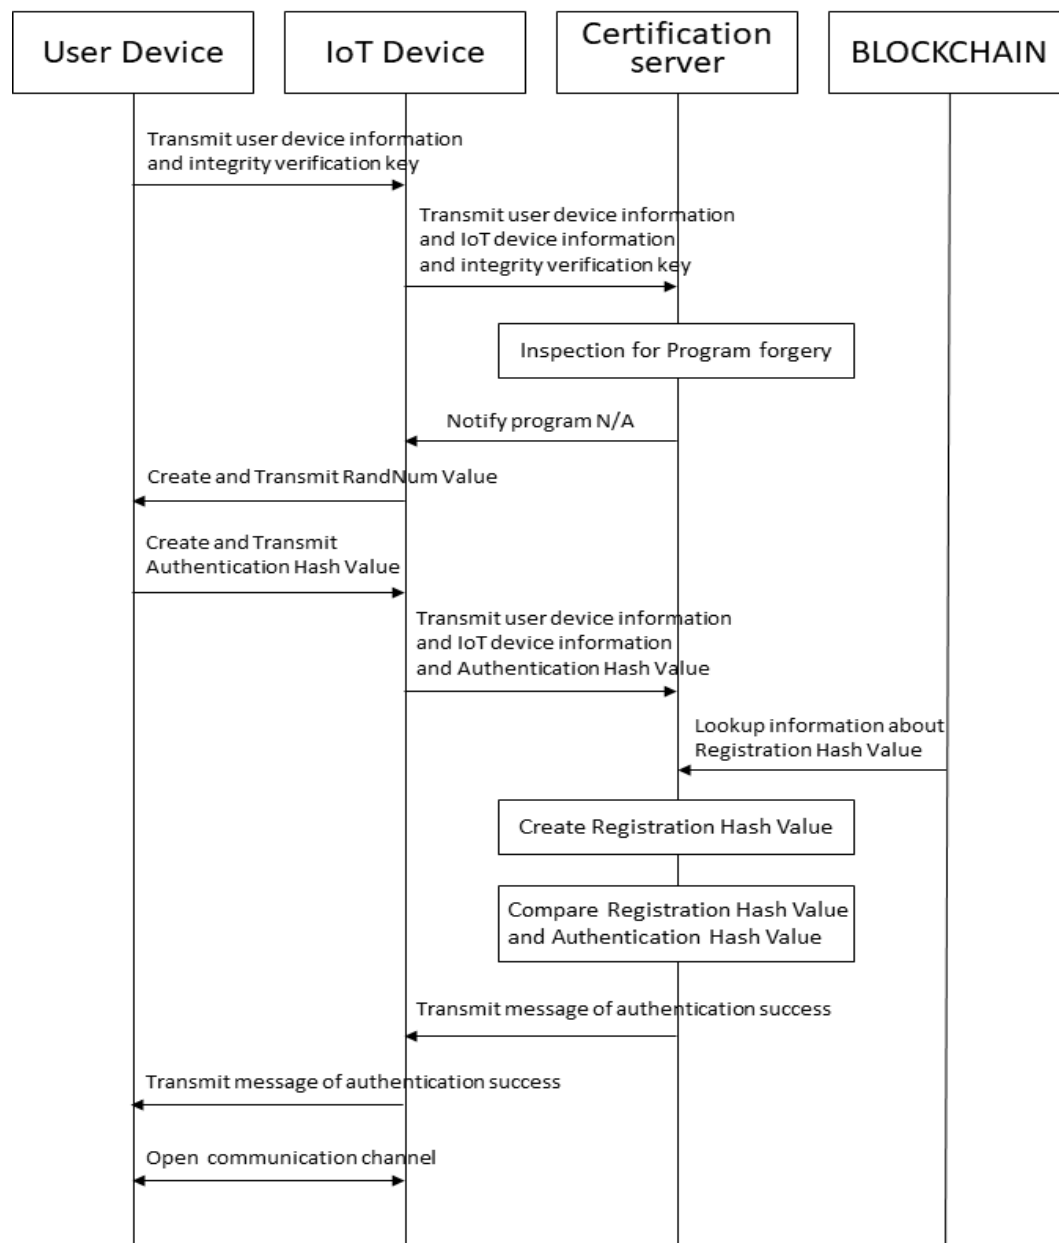 User Device
IoT Device
Certification
server
BLOCKCHAIN
Transmit user device information
and integrity verification key
Transmit user device information
and IoT device information
and integrity verification key
Inspection for Program forgery
Notify program N/A
Create and Transmit RandNum Value
Create and Transmit
Authentication Hash Value
Transmit user device information
and IoT device information
and Authentication Hash Value
Lookup information about
Registration Hash Value
Create Registration Hash Value
Compare Registration Hash Value
and Authentication Hash Value
Transmit message of authentication success
Transmit message of authentication success
Open communication channel